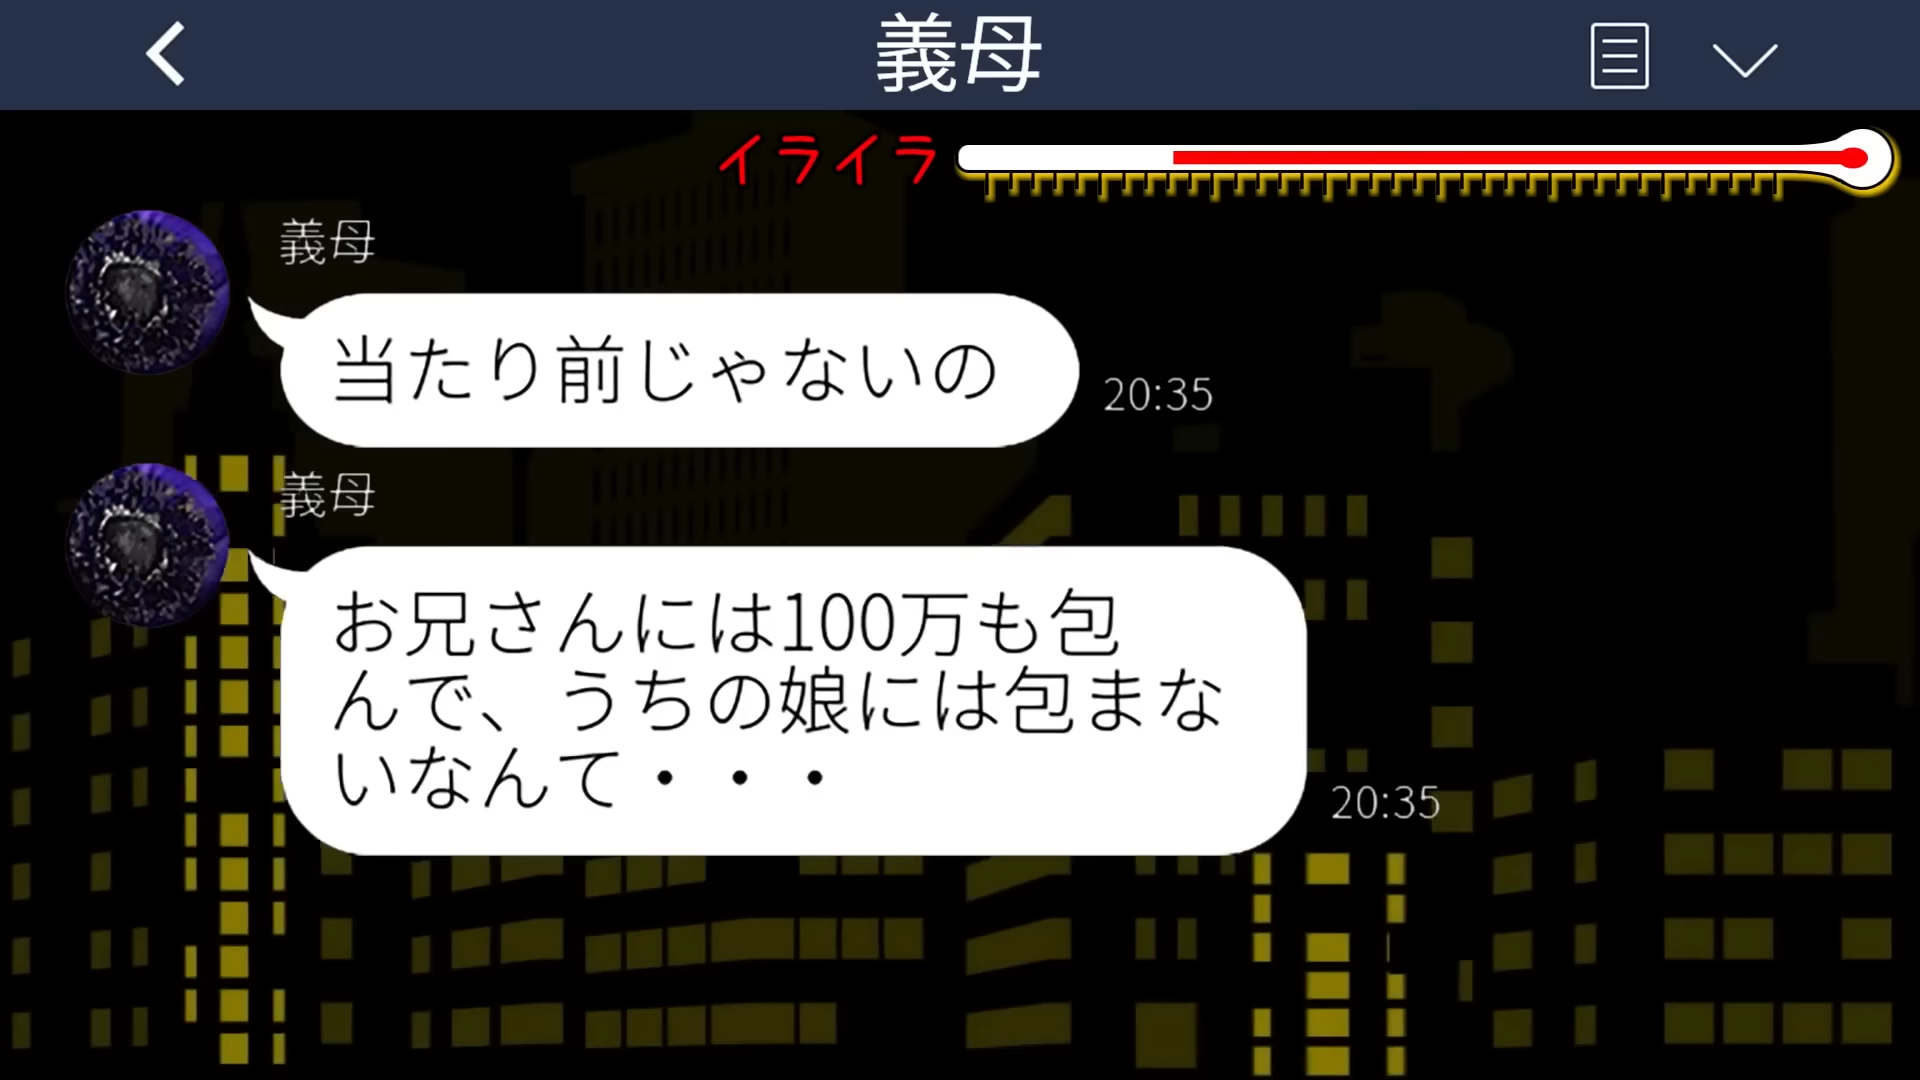 義母
イライラ
義母
当たり前じゃないの
20:35
義母
お兄さんには100万も包
んで、うちの娘には包まな
いなんて・・・
20:35